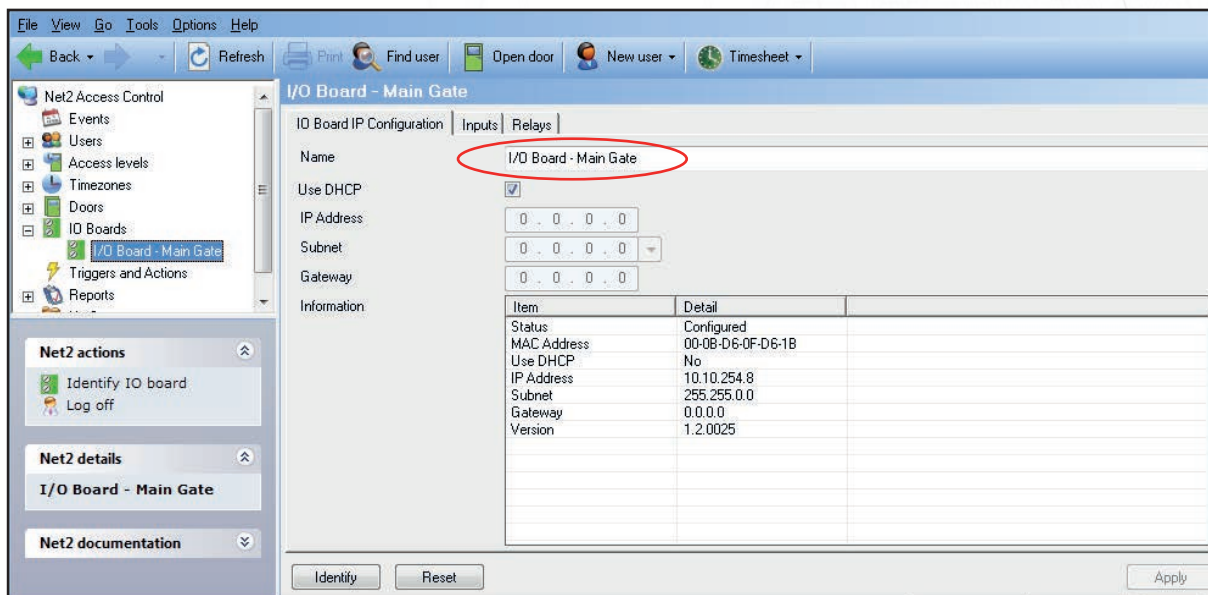 File View Go Tools Options Help
Back Refresh Print Find user Open door New user Timesheet
Net2 Access Control
Events
Users
Access levels
Timezones
Doors
IO Boards
I/O Board - Main Gate
Triggers and Actions
Reports
Net2 actions
Identify IO board
Log off
Net2 details
I/O Board - Main Gate
Net2 documentation
I/O Board - Main Gate
IO Board IP Configuration Inputs Relays
Name I/O Board - Main Gate
Use DHCP
IP Address 0 . 0 . 0 . 0
Subnet 0 . 0 . 0 . 0
Gateway 0 . 0 . 0 . 0
Information
Item Detail
Status Configured
MAC Address 00-0B-D6-0F-D6-1B
Use DHCP No
IP Address 10.10.254.8
Subnet 255.255.0.0
Gateway 0.0.0.0
Version 1.2.0025
Identify Reset Apply